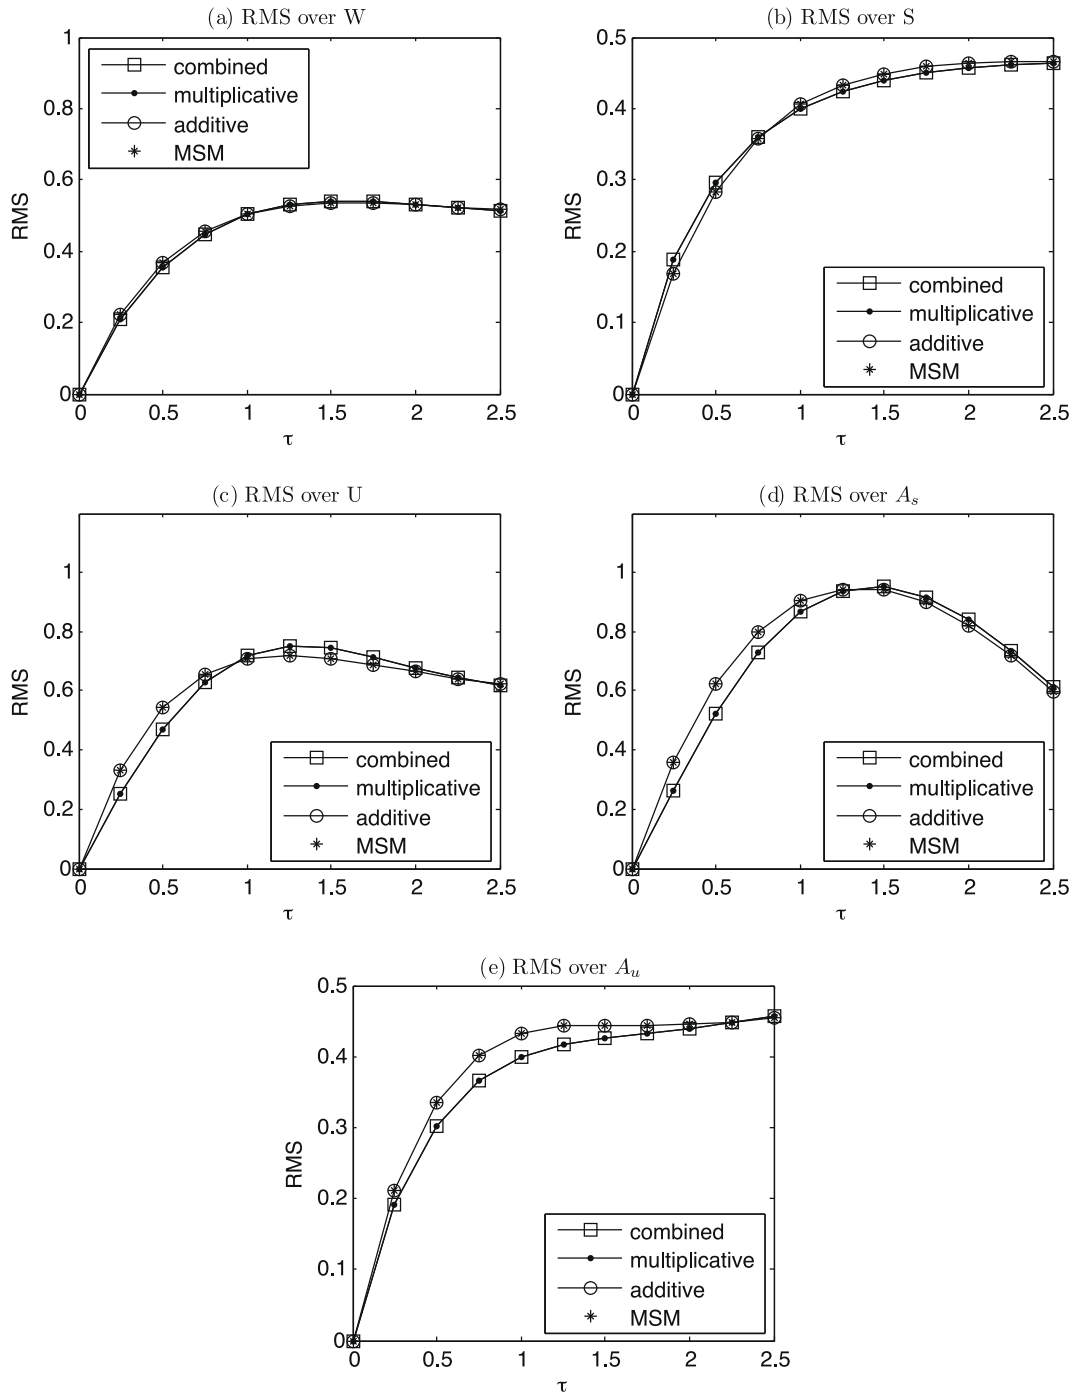 (a) RMS over W
1
0.8
0.6
0.4
0.2
0
RMS
combined
multiplicative
additive
MSM
0 0.5 1 1.5 2 2.5
τ
(b) RMS over S
0.5
0.4
0.3
0.2
0.1
0
RMS
combined
multiplicative
additive
MSM
0 0.5 1 1.5 2 2.5
τ
(c) RMS over U
1
0.8
0.6
0.4
0.2
0
RMS
combined
multiplicative
additive
MSM
0 0.5 1 1.5 2 2.5
τ
(d) RMS over A_s
1
0.8
0.6
0.4
0.2
0
RMS
combined
multiplicative
additive
MSM
0 0.5 1 1.5 2 2.5
τ
(e) RMS over A_u
0.5
0.4
0.3
0.2
0.1
0
RMS
combined
multiplicative
additive
MSM
0 0.5 1 1.5 2 2.5
τ